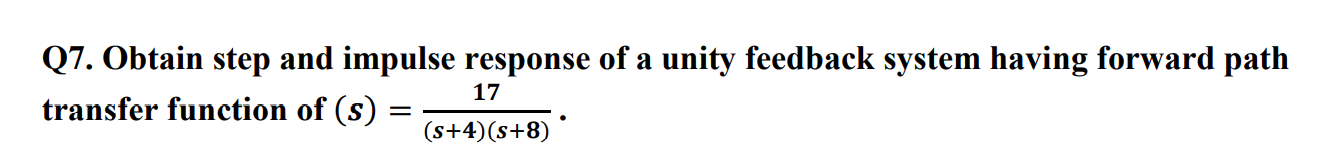 Q7. Obtain step and impulse response of a unity feedback system having forward path
transfer function of (s) = 17/((s+4)(s+8)) .